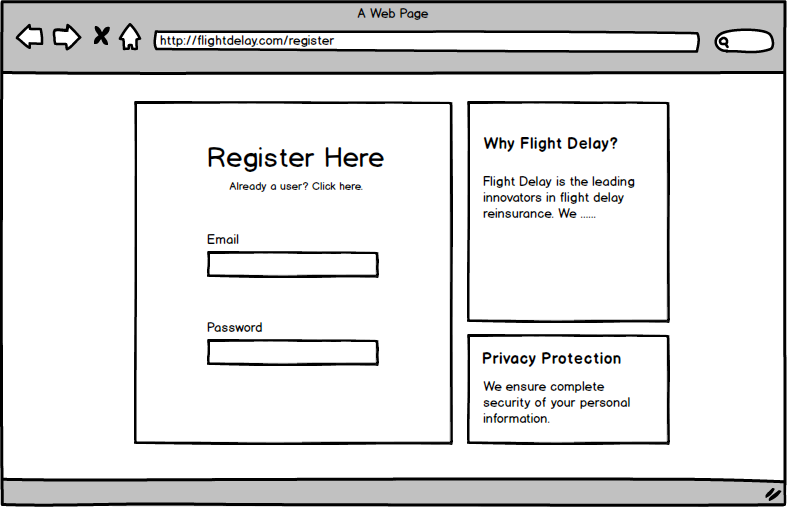 A Web Page
http://flightdelay.com/register
Register Here
Already a user? Click here.
Email
Password
Why Flight Delay?
Flight Delay is the leading
innovators in flight delay
reinsurance. We ......
Privacy Protection
We ensure complete
security of your personal
information.